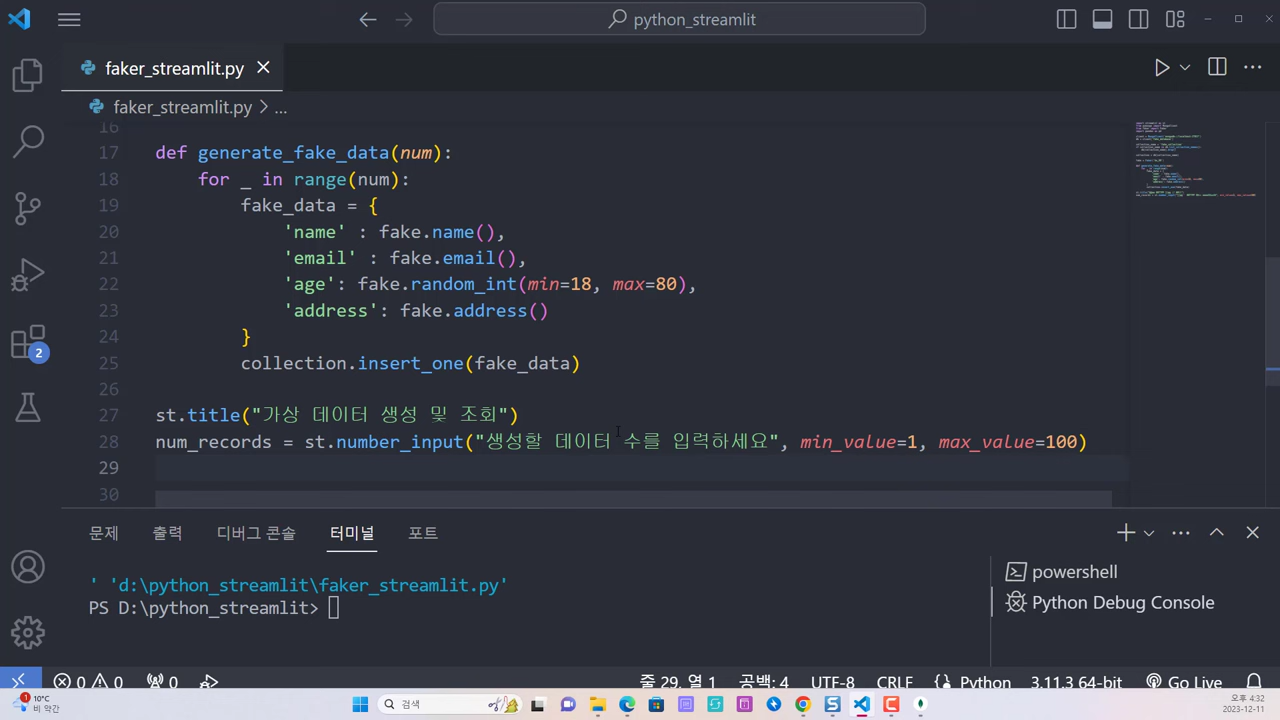 python_streamlit
faker_streamlit.py
faker_streamlit.py > ...
16
17 def generate_fake_data(num):
18 for _ in range(num):
19 fake_data = {
20 'name' : fake.name(),
21 'email' : fake.email(),
22 'age': fake.random_int(min=18, max=80),
23 'address': fake.address()
24 }
25 collection.insert_one(fake_data)
26
27 st.title("가상 데이터 생성 및 조회")
28 num_records = st.number_input("생성할 데이터 수를 입력하세요", min_value=1, max_value=100)
29
30
2
문제 출력 디버그 콘솔 터미널 포트
' 'd:\python_streamlit\faker_streamlit.py'
PS D:\python_streamlit>
powershell
Python Debug Console
0 0 0 줄 29, 열 1 공백: 4 UTF-8 CRLF Python 3.11.3 64-bit Go Live
1 10°C
비 약간
검색
오후 4:32
2023-12-11